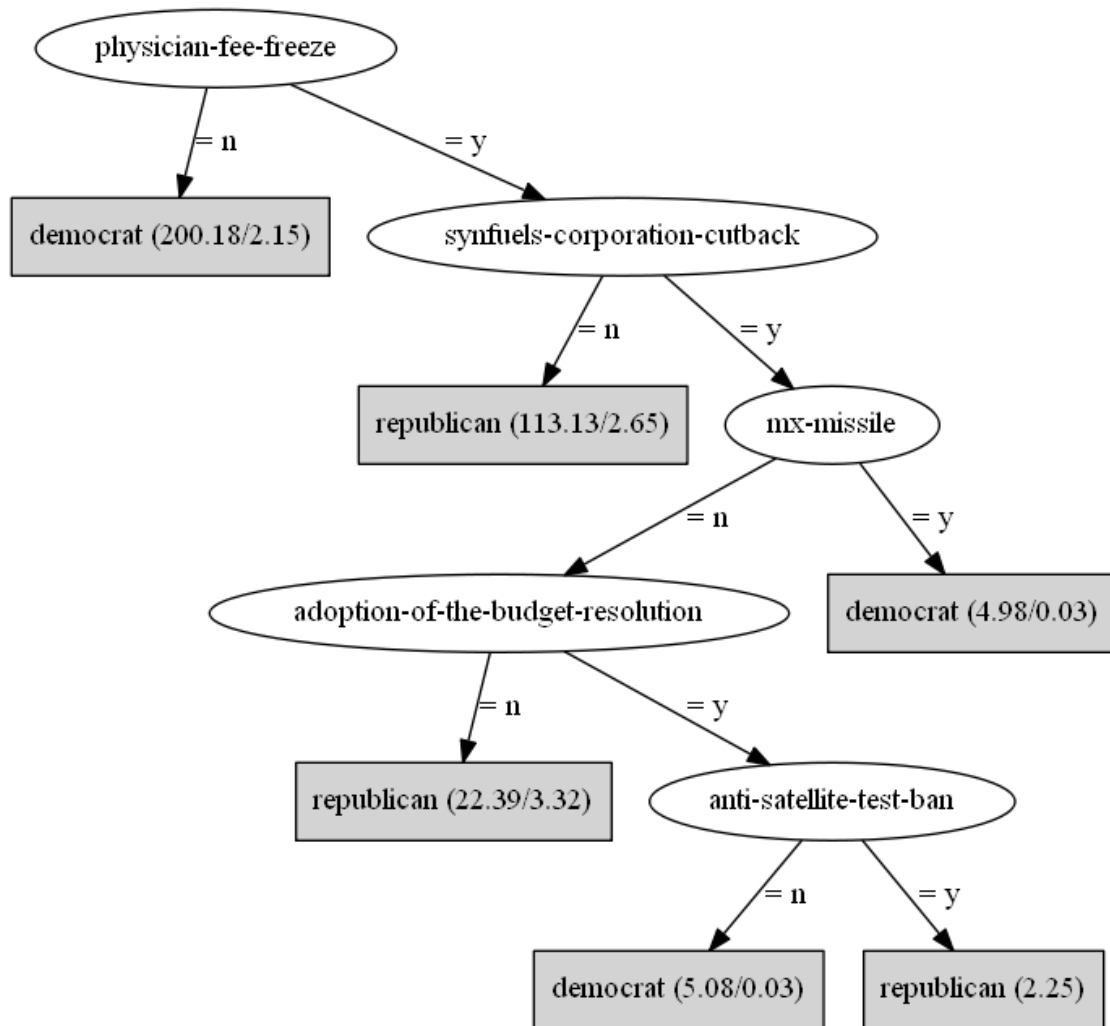 physician-fee-freeze
= n
= y
democrat (200.18/2.15)
synfuels-corporation-cutback
= n
= y
republican (113.13/2.65)
mx-missile
= n
= y
adoption-of-the-budget-resolution
democrat (4.98/0.03)
= n
= y
republican (22.39/3.32)
anti-satellite-test-ban
= n
= y
democrat (5.08/0.03)
republican (2.25)